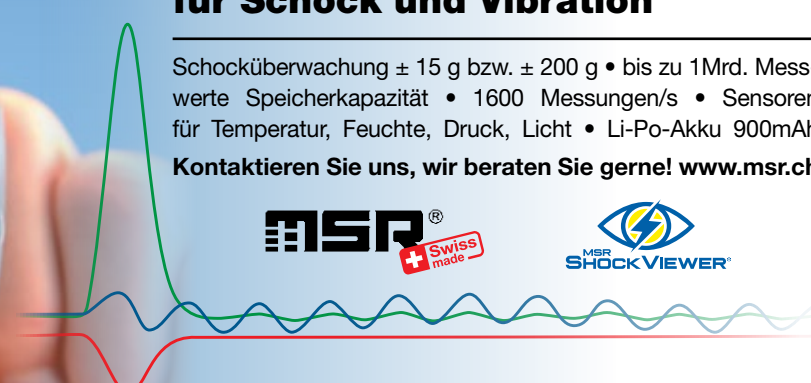 für Schock und Vibration
Schocküberwachung ± 15 g bzw. ± 200 g • bis zu 1Mrd. Mess
werte Speicherkapazität • 1600 Messungen/s • Sensoren
für Temperatur, Feuchte, Druck, Licht • Li-Po-Akku 900mAh
Kontaktieren Sie uns, wir beraten Sie gerne! www.msr.ch
MSR®
Swiss
made
MSR
SHOCKVIEWER®